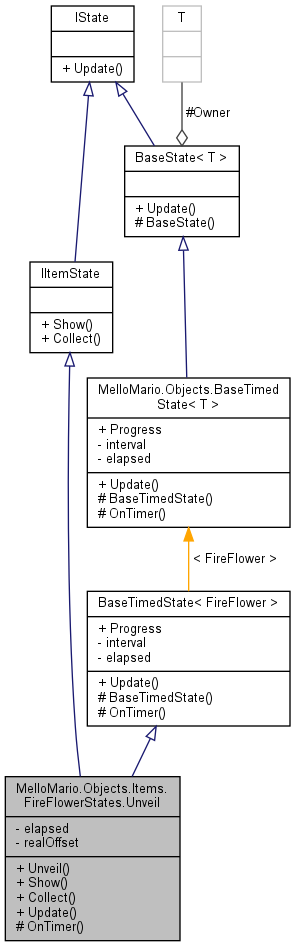 IState
+ Update()
T
#Owner
BaseState< T >
+ Update()
# BaseState()
IItemState
+ Show()
+ Collect()
MelloMario.Objects.BaseTimed
State< T >
+ Progress
- interval
- elapsed
+ Update()
# BaseTimedState()
# OnTimer()
< FireFlower >
BaseTimedState< FireFlower >
+ Progress
- interval
- elapsed
+ Update()
# BaseTimedState()
# OnTimer()
MelloMario.Objects.Items.
FireFlowerStates.Unveil
- elapsed
- realOffset
+ Unveil()
+ Show()
+ Collect()
+ Update()
# OnTimer()